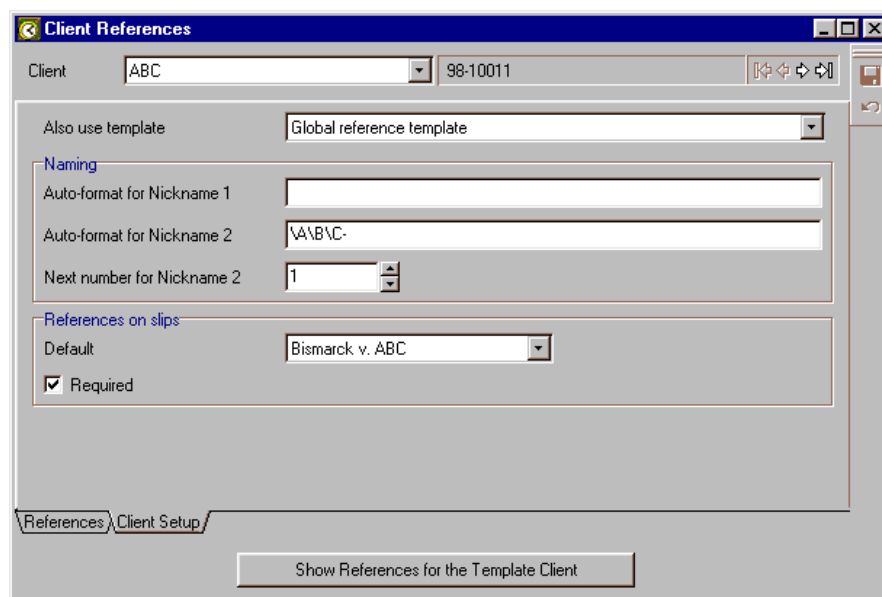 Client References
Client ABC 98-10011
Also use template Global reference template
Naming
Auto-format for Nickname 1
Auto-format for Nickname 2 \A\B\C-
Next number for Nickname 2 1
References on slips
Default Bismarck v. ABC
Required
References Client Setup
Show References for the Template Client